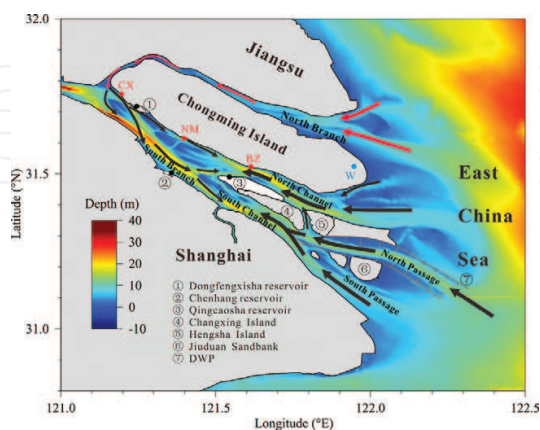 32.0
31.5
31.0
Latitude (°N)
Jiangsu
CX
①
Chongming Island
North Branch
NM
BZ
W
East
China
Sea
②
South Branch
③
North Channel
South Channel
④
⑤
⑥
⑦
North Passage
South Passage
Shanghai
Depth (m)
40
30
20
10
0
-10
① Dongfengxisha reservoir
② Chenhang reservoir
③ Qingcaosha reservoir
④ Changxing Island
⑤ Hengsha Island
⑥ Jiuduan Sandbank
⑦ DWP
121.0
121.5
122.0
122.5
Longitude (°E)